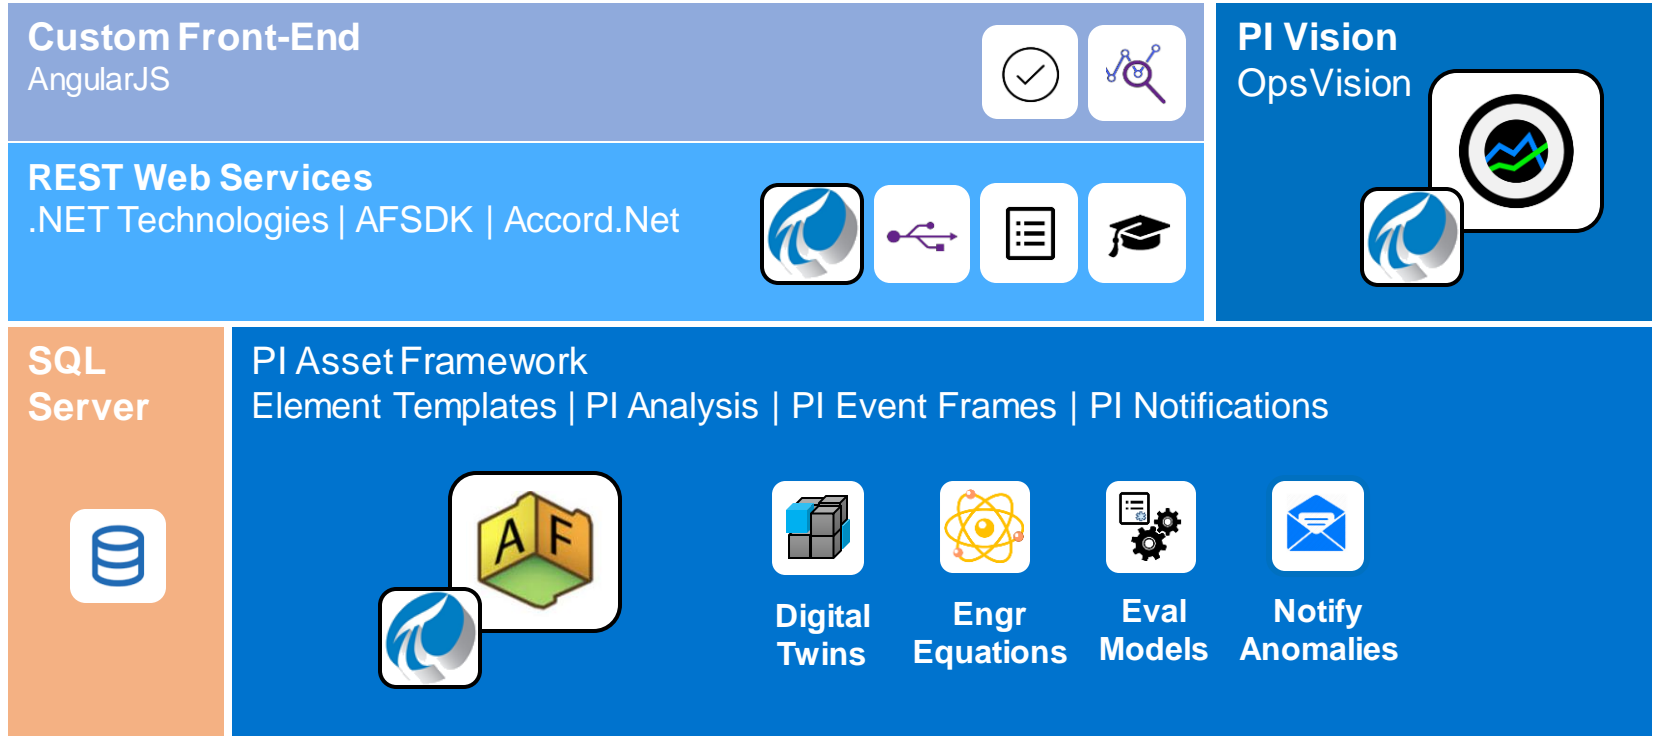 Custom Front-End
AngularJS
PI Vision
OpsVision
REST Web Services
.NET Technologies | AFSDK | Accord.Net
SQL
Server
PI Asset Framework
Element Templates | PI Analysis | PI Event Frames | PI Notifications
A F
Digital
Twins
Engr
Equations
Eval
Models
Notify
Anomalies